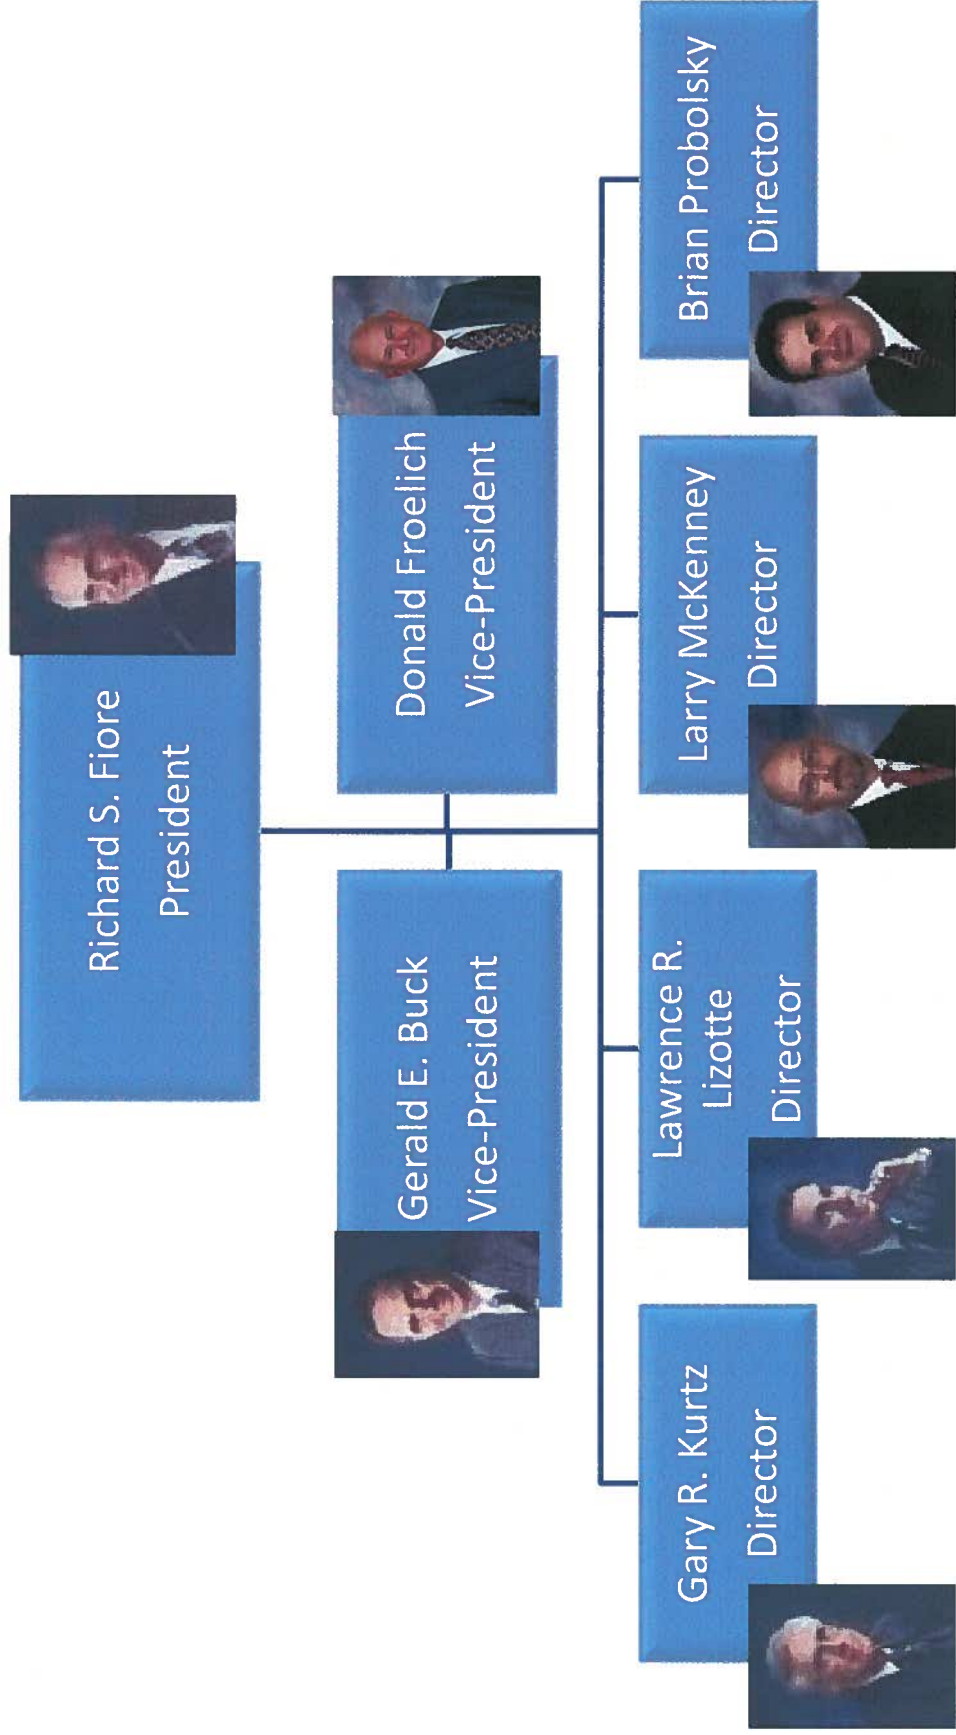 Richard S. Fiore
President
Gerald E. Buck
Vice-President
Donald Froelich
Vice-President
Gary R. Kurtz
Director
Lawrence R.
Lizotte
Director
Larry McKenney
Director
Brian Probolsky
Director